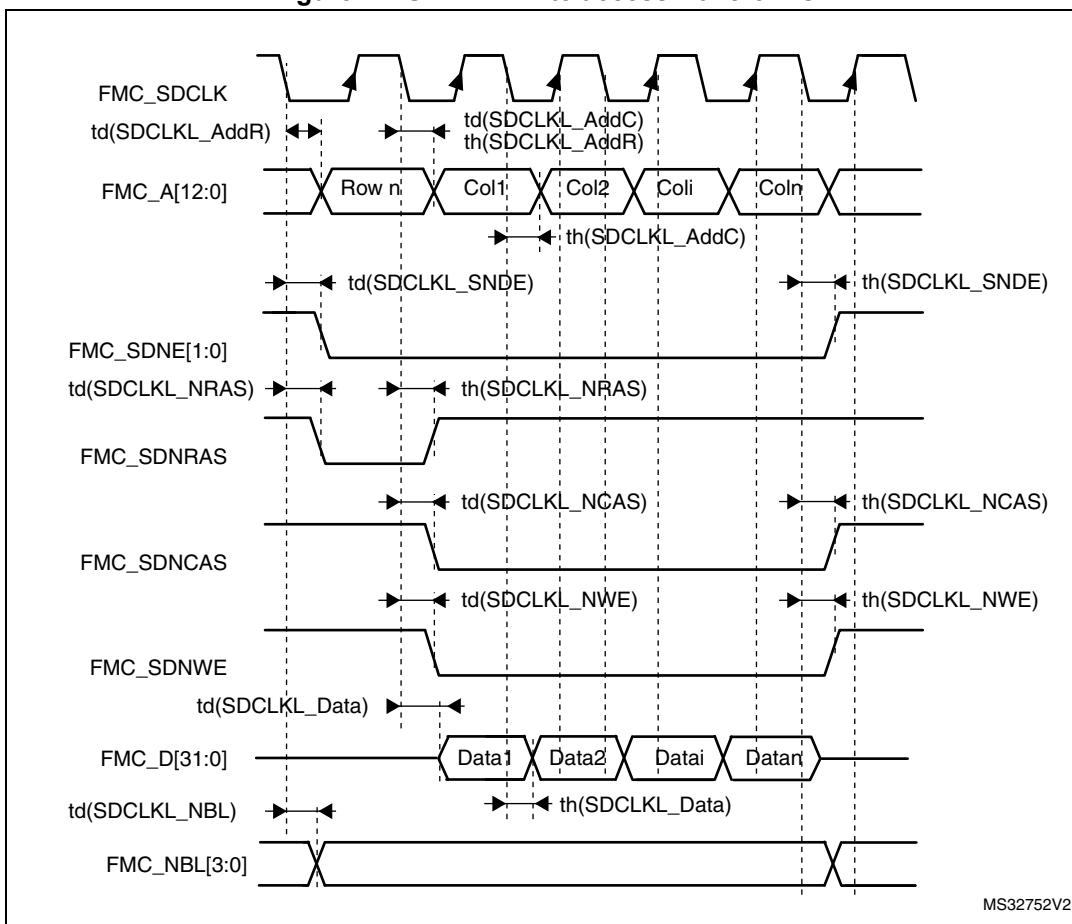 FMC_SDCLK
td(SDCLKL_AddR)
td(SDCLKL_AddC)
th(SDCLKL_AddR)
FMC_A[12:0]
Row n
Col1
Col2
Coli
Coln
th(SDCLKL_AddC)
td(SDCLKL_SNDE)
th(SDCLKL_SNDE)
FMC_SDNE[1:0]
td(SDCLKL_NRAS)
th(SDCLKL_NRAS)
FMC_SDNRAS
td(SDCLKL_NCAS)
th(SDCLKL_NCAS)
FMC_SDNCAS
td(SDCLKL_NWE)
th(SDCLKL_NWE)
FMC_SDNWE
td(SDCLKL_Data)
FMC_D[31:0]
Data1
Data2
Datai
Datan
th(SDCLKL_Data)
td(SDCLKL_NBL)
FMC_NBL[3:0]
MS32752V2